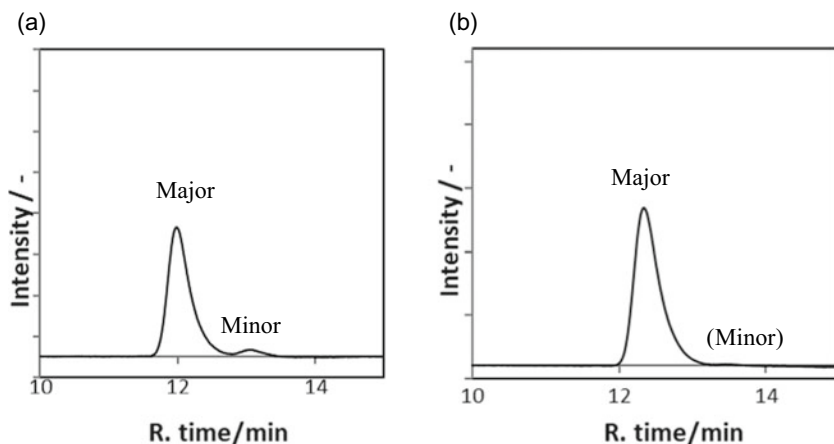 (a)
Intensity / -
Major
Minor
10 12 14
R. time/min
(b)
Intensity / -
Major
(Minor)
10 12 14
R. time/min